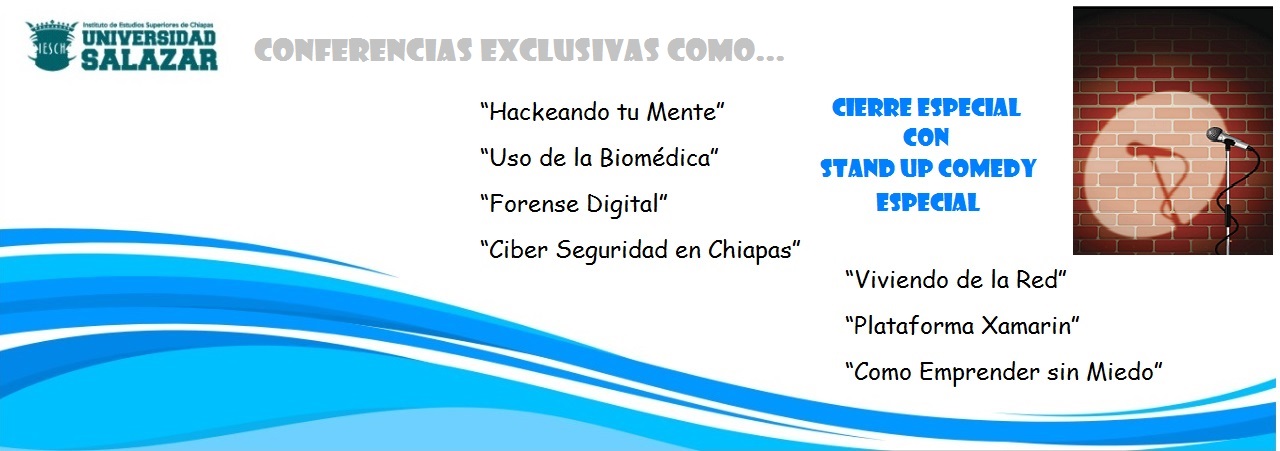 Instituto de Estudios Superiores de Chiapas
IESCH
UNIVERSIDAD
SALAZAR
CONFERENCIAS EXCLUSIVAS COMO...
“Hackeando tu Mente”
“Uso de la Biomédica”
“Forense Digital”
“Ciber Seguridad en Chiapas”
CIERRE ESPECIAL
CON
STAND UP COMEDY
ESPECIAL
“Viviendo de la Red”
“Plataforma Xamarin”
“Como Emprender sin Miedo”